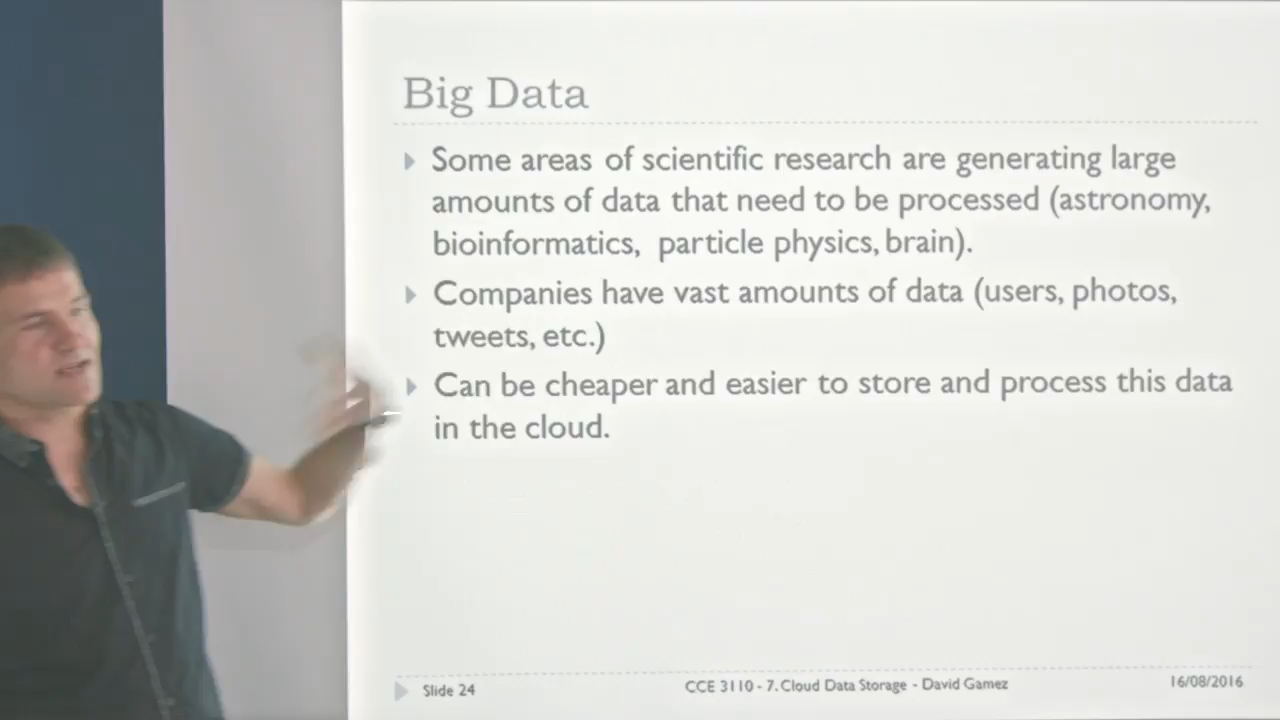 Big Data
Some areas of scientific research are generating large
amounts of data that need to be processed (astronomy,
bioinformatics, particle physics, brain).
Companies have vast amounts of data (users, photos,
tweets, etc.)
Can be cheaper and easier to store and process this data
in the cloud.
Slide 24
CCE 3110 - 7. Cloud Data Storage - David Gamez
16/08/2016